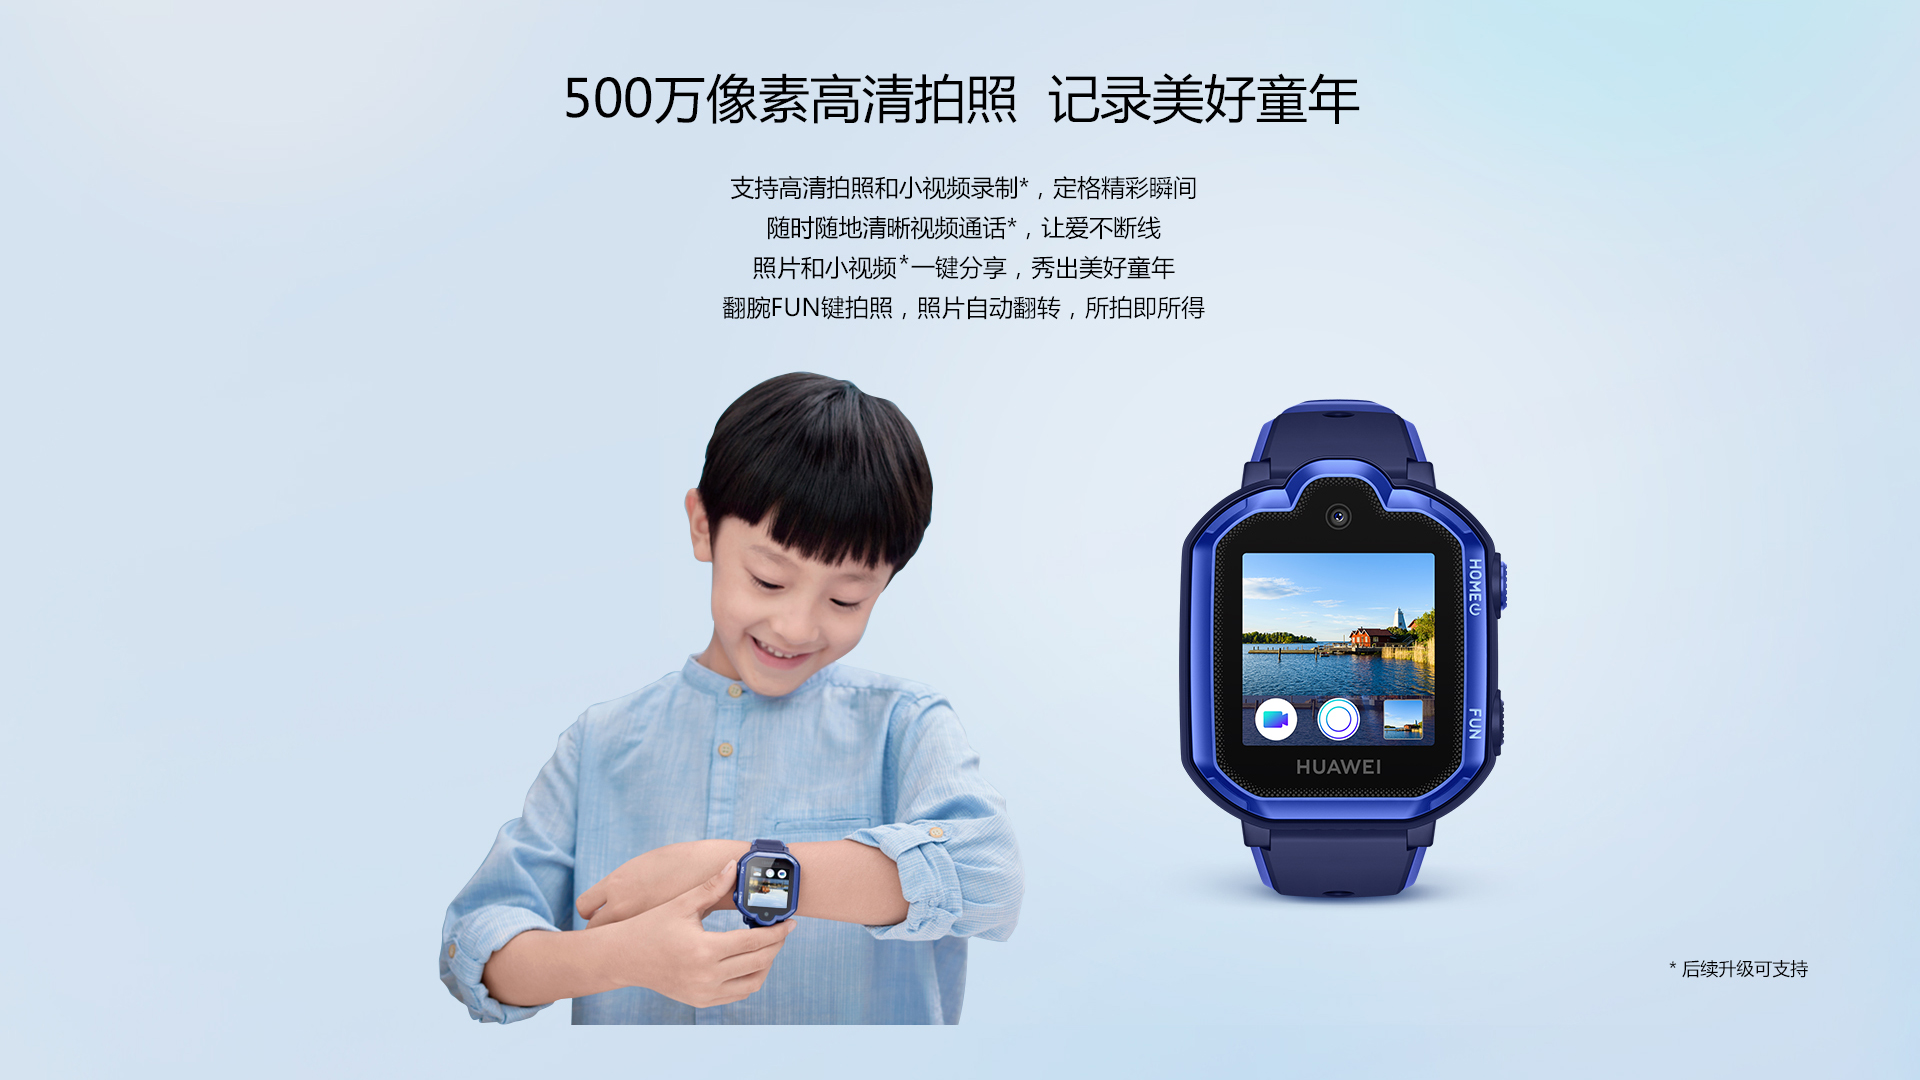 500万像素高清拍照 记录美好童年
支持高清拍照和小视频录制*，定格精彩瞬间
随时随地清晰视频通话*，让爱不断线
照片和小视频*一键分享，秀出美好童年
翻腕FUN键拍照，照片自动翻转，所拍即所得
HOME
FUN
HUAWEI
* 后续升级可支持